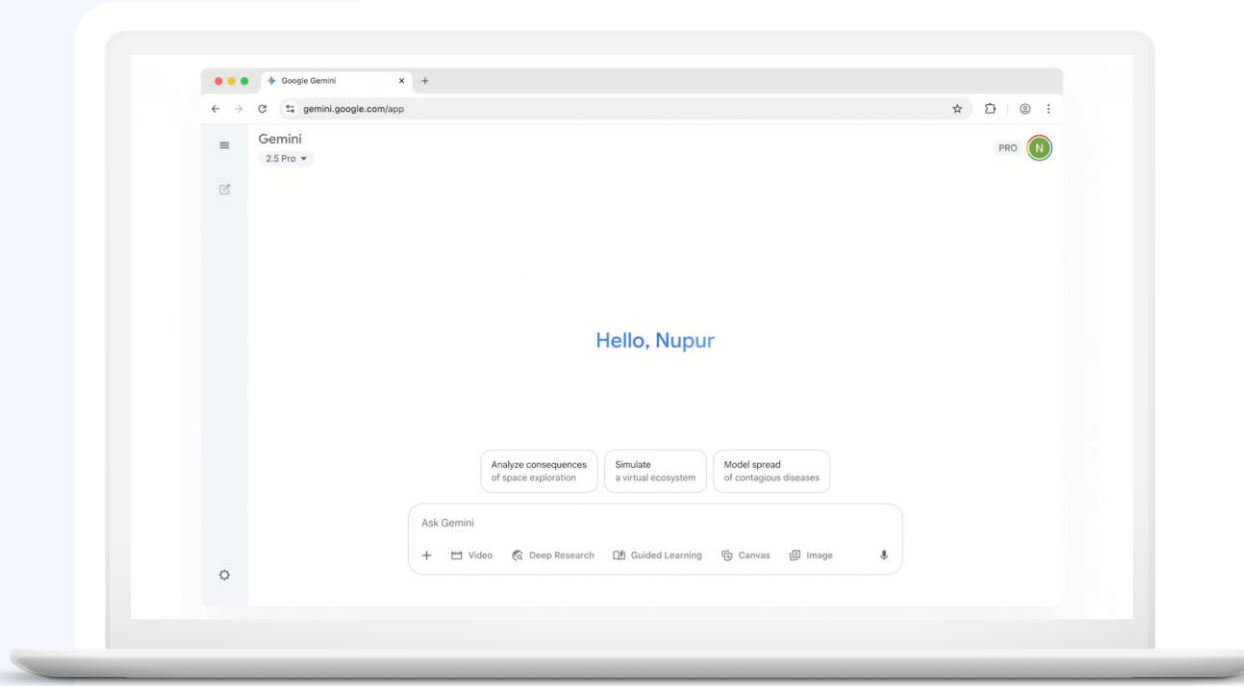 Google Gemini
gemini.google.com/app
Gemini
2.5 Pro
PRO
N
Hello, Nupur
Analyze consequences
of space exploration
Simulate
a virtual ecosystem
Model spread
of contagious diseases
Ask Gemini
Video
Deep Research
Guided Learning
Canvas
Image